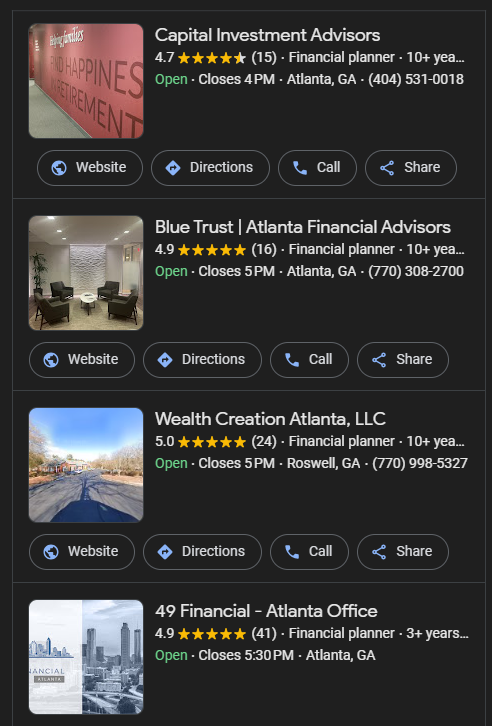 Helping families
FIND HAPPINESS
IN RETIREMENT
Capital Investment Advisors
4.7 ★★★★★ (15) · Financial planner · 10+ yea...
Open · Closes 4 PM · Atlanta, GA · (404) 531-0018
Website Directions Call Share
Blue Trust | Atlanta Financial Advisors
4.9 ★★★★★ (16) · Financial planner · 10+ yea...
Open · Closes 5 PM · Atlanta, GA · (770) 308-2700
Website Directions Call Share
Wealth Creation Atlanta, LLC
5.0 ★★★★★ (24) · Financial planner · 10+ yea...
Open · Closes 5 PM · Roswell, GA · (770) 998-5327
Website Directions Call Share
49 Financial - Atlanta Office
4.9 ★★★★★ (41) · Financial planner · 3+ years...
Open · Closes 5:30 PM · Atlanta, GA
NANCIAL
ATLANTA